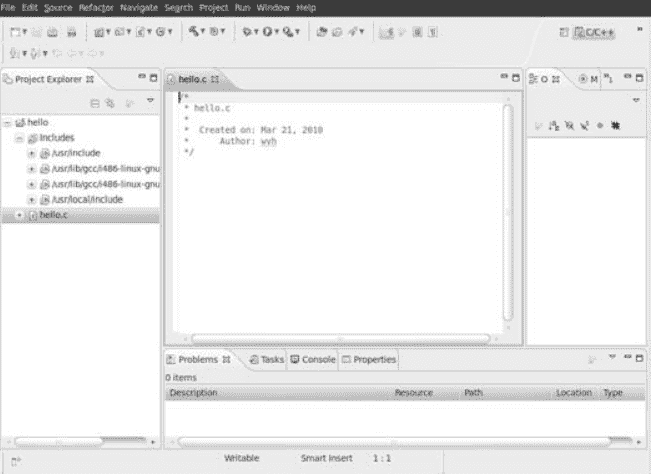 File Edit Source Refactor Navigate Search Project Run Window Help
C/C++
Project Explorer
hello.c
O
M
hello
Includes
/usr/include
/usr/lib/gcc/i486-linux-gnu
/usr/lib/gcc/i486-linux-gnu
/usr/local/include
hello.c
/*
* hello.c
*
* Created on: Mar 21, 2010
* Author: wyh
*/
Problems Tasks Console Properties
0 items
Description Resource Path Location Type
Writable Smart Insert 1 : 1